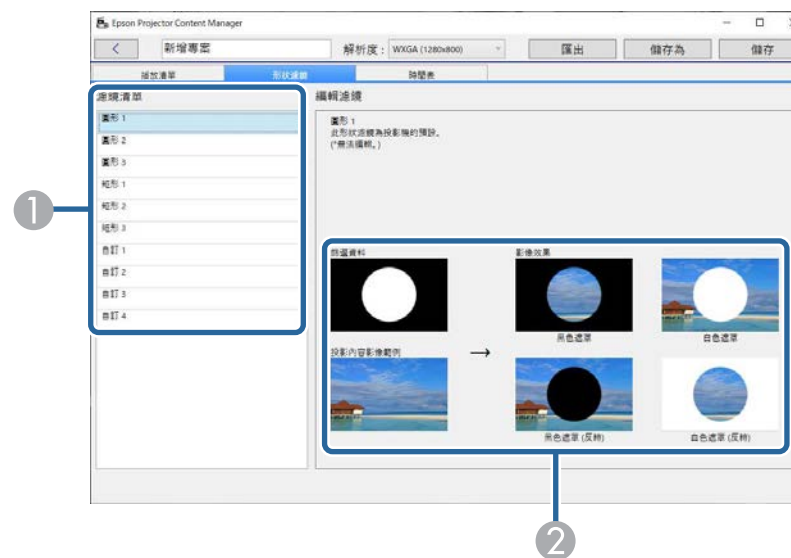 Epson Projector Content Manager
新增專案
解析度： WXGA (1280x800)
匯出
儲存為
儲存
播放清單
形狀濾鏡
時間表
濾鏡清單
圓形 1
圓形 2
圓形 3
矩形 1
矩形 2
矩形 3
自訂 1
自訂 2
自訂 3
自訂 4
編輯濾鏡
圓形 1
此形狀濾鏡為投影機的預設。
(*無法編輯。)
篩選資料
影像效果
黑色遮罩
白色遮罩
投影內容影像範例
→
黑色遮罩 (反轉)
白色遮罩 (反轉)
1
2